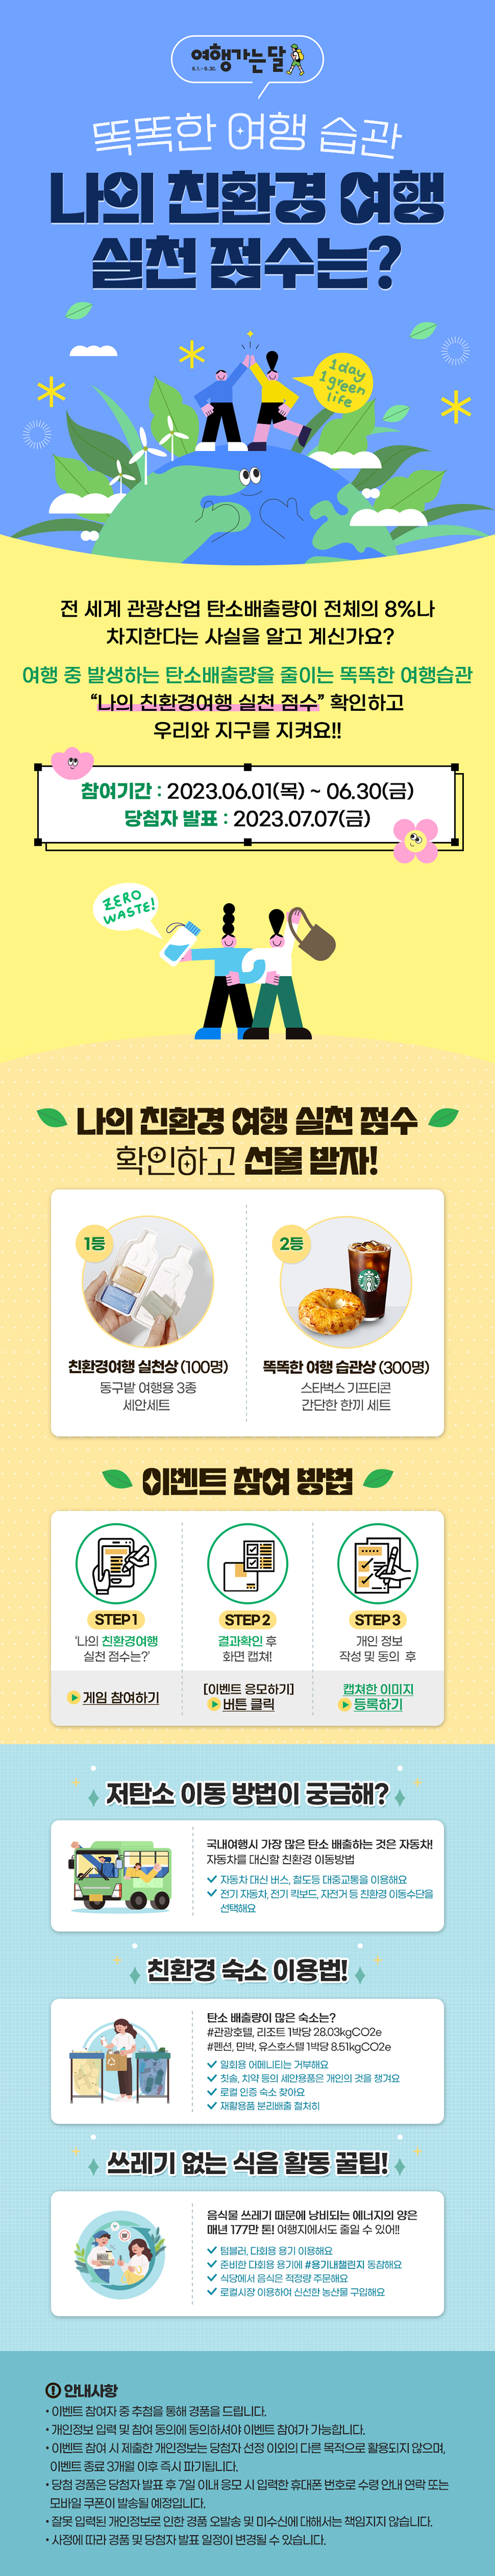 여행가는 달
6.1.~6.30.
똑똑한 여행 습관
나의 친환경 여행
실천 점수는?
1day
1green
life
전 세계 관광산업 탄소배출량이 전체의 8%나
차지한다는 사실을 알고 계신가요?
여행 중 발생하는 탄소배출량을 줄이는 똑똑한 여행습관
“나의 친환경여행 실천 점수” 확인하고
우리와 지구를 지켜요!!
참여기간 : 2023.06.01(목) ~ 06.30(금)
당첨자 발표 : 2023.07.07(금)
ZERO
WASTE!
나의 친환경 여행 실천 점수
확인하고 선물 받자!
1등
2등
친환경여행 실천상 (100명)
동구밭 여행용 3종
세안세트
똑똑한 여행 습관상 (300명)
스타벅스 기프티콘
간단한 한끼 세트
이벤트 참여 방법
STEP 1
‘나의 친환경여행
실천 점수는?’
게임 참여하기
STEP 2
결과확인 후
화면 캡쳐!
[이벤트 응모하기]
버튼 클릭
STEP 3
개인 정보
작성 및 동의 후
캡쳐한 이미지
등록하기
저탄소 이동 방법이 궁금해?
국내여행시 가장 많은 탄소 배출하는 것은 자동차!
자동차를 대신할 친환경 이동방법
자동차 대신 버스, 철도등 대중교통을 이용해요
전기 자동차, 전기 킥보드, 자전거 등 친환경 이동수단을
선택해요
친환경 숙소 이용법!
탄소 배출량이 많은 숙소는?
#관광호텔, 리조트 1박당 28.03kgCO2e
#펜션, 민박, 유스호스텔 1박당 8.51kgCO2e
일회용 어메니티는 거부해요
칫솔, 치약 등의 세안용품은 개인의 것을 챙겨요
로컬 인증 숙소 찾아요
재활용품 분리배출 철처히
쓰레기 없는 식음 활동 꿀팁!
음식물 쓰레기 때문에 낭비되는 에너지의 양은
매년 177만 톤! 여행지에서도 줄일 수 있어!!
텀블러, 다회용 용기 이용해요
준비한 다회용 용기에 #용기내챌린지 동참해요
식당에서 음식은 적정량 주문해요
로컬시장 이용하여 신선한 농산물 구입해요
안내사항
• 이벤트 참여자 중 추첨을 통해 경품을 드립니다.
• 개인정보 입력 및 참여 동의에 동의하셔야 이벤트 참여가 가능합니다.
• 이벤트 참여 시 제출한 개인정보는 당첨자 선정 이외의 다른 목적으로 활용되지 않으며,
이벤트 종료 3개월 이후 즉시 파기됩니다.
• 당첨 경품은 당첨자 발표 후 7일 이내 응모 시 입력한 휴대폰 번호로 수령 안내 연락 또는
모바일 쿠폰이 발송될 예정입니다.
• 잘못 입력된 개인정보로 인한 경품 오발송 및 미수신에 대해서는 책임지지 않습니다.
• 사정에 따라 경품 및 당첨자 발표 일정이 변경될 수 있습니다.